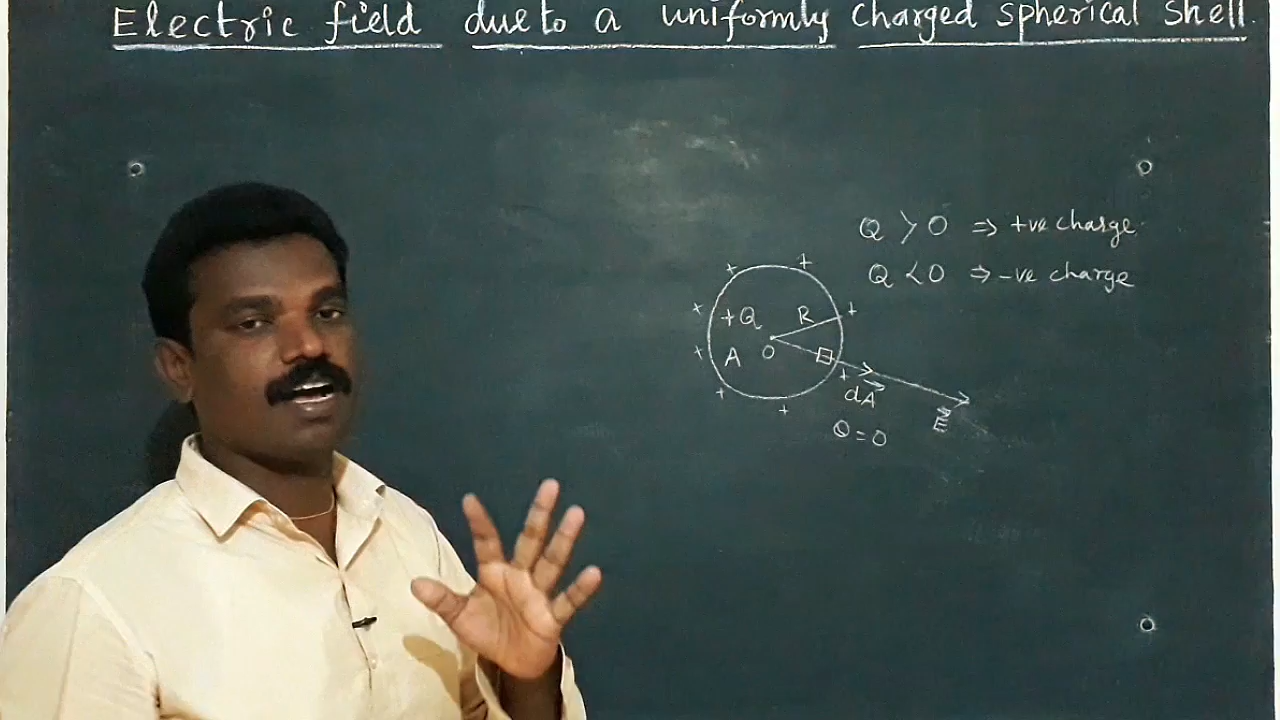 Electric field due to a uniformly charged spherical shell.
Q > 0 ⇒ +ve charge
Q < 0 ⇒ -ve charge
+ +
+ +Q R +
+ A O
+
+ +
dA
E
θ = 0